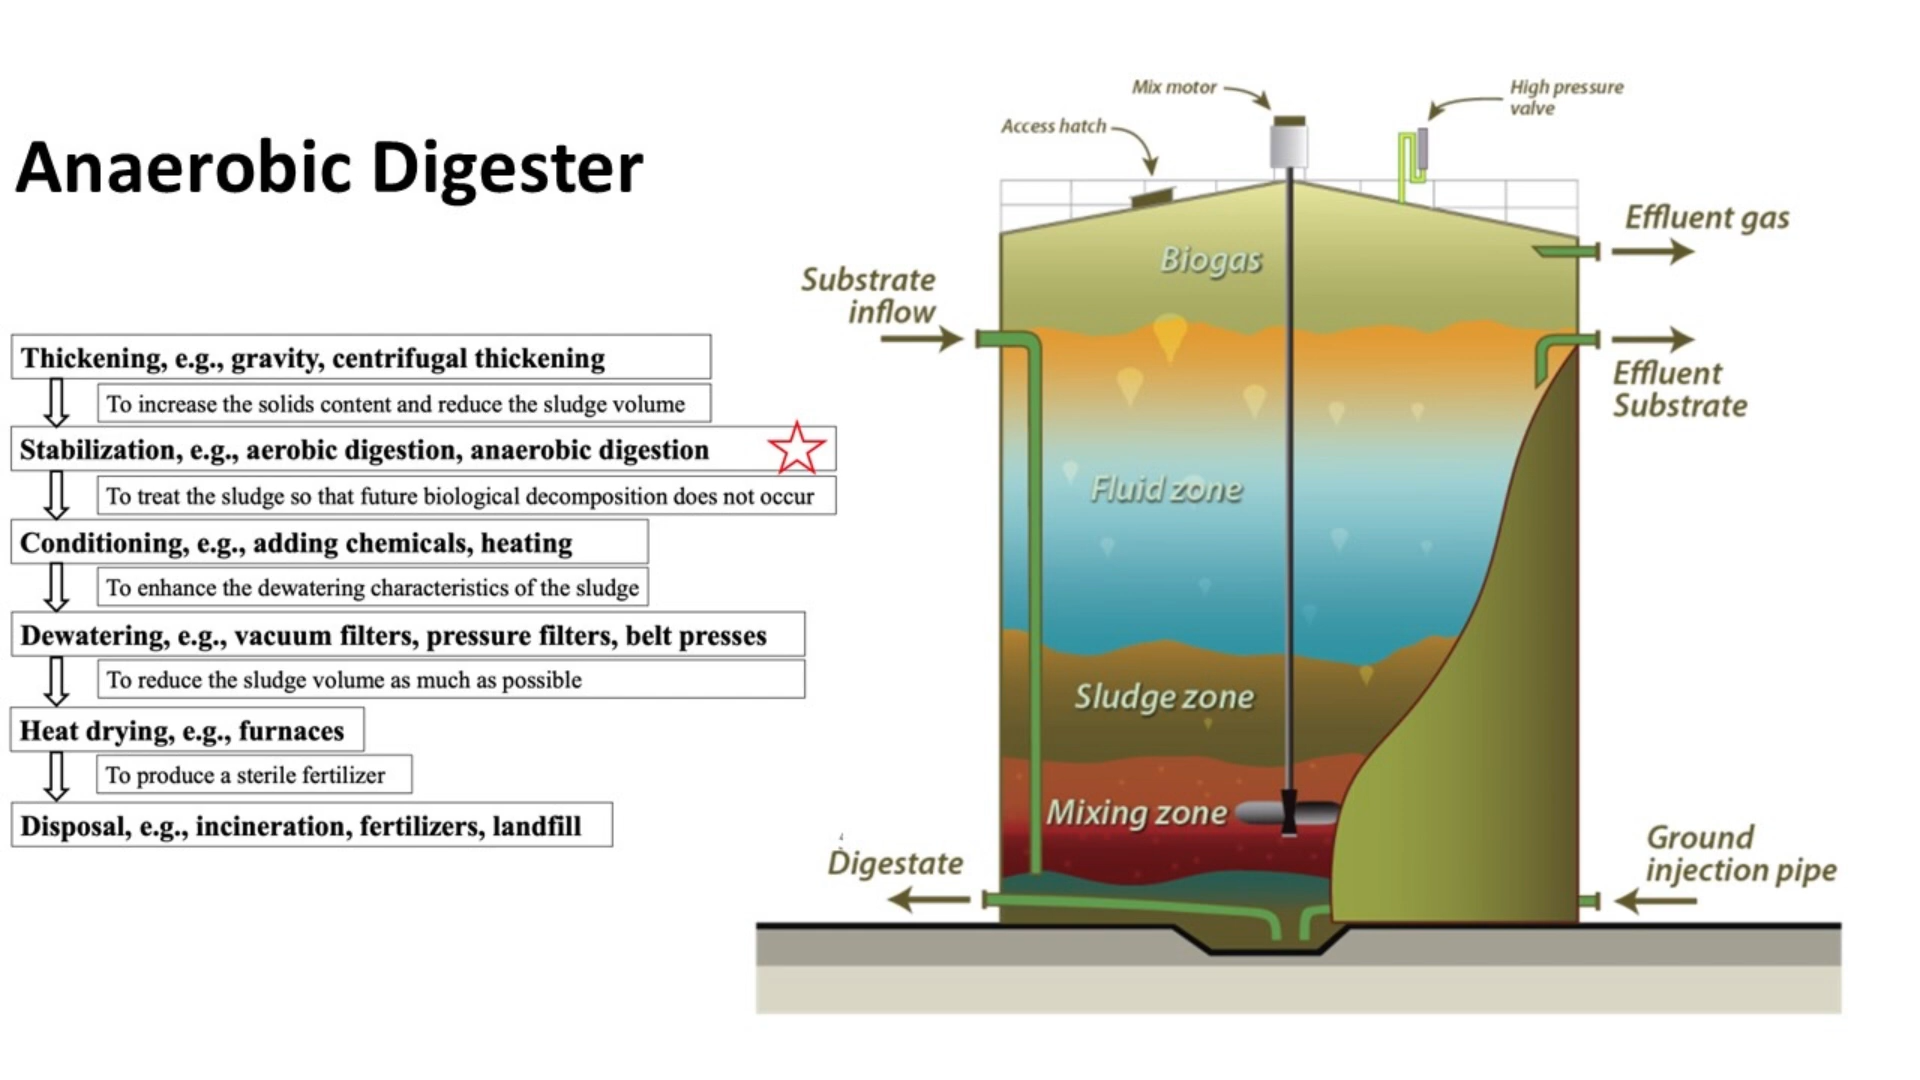 Anaerobic Digester
Thickening, e.g., gravity, centrifugal thickening
To increase the solids content and reduce the sludge volume
Stabilization, e.g., aerobic digestion, anaerobic digestion
To treat the sludge so that future biological decomposition does not occur
Conditioning, e.g., adding chemicals, heating
To enhance the dewatering characteristics of the sludge
Dewatering, e.g., vacuum filters, pressure filters, belt presses
To reduce the sludge volume as much as possible
Heat drying, e.g., furnaces
To produce a sterile fertilizer
Disposal, e.g., incineration, fertilizers, landfill
Mix motor
High pressure
valve
Access hatch
Effluent gas
Biogas
Substrate
inflow
Effluent
Substrate
Fluid zone
Sludge zone
Mixing zone
Digestate
Ground
injection pipe